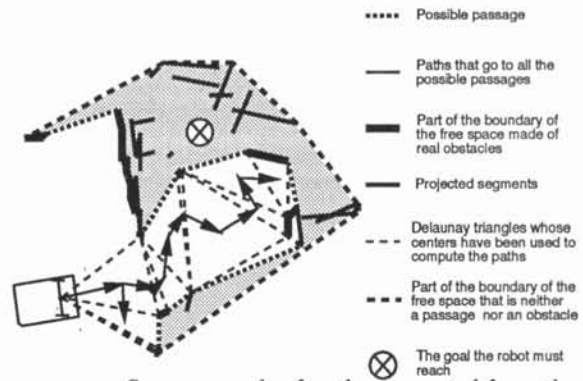 Possible passage
Paths that go to all the
possible passages
Part of the boundary of
the free space made of
real obstacles
Projected segments
Delaunay triangles whose
centers have been used to
compute the paths
Part of the boundary of the
free space that is neither
a passage nor an obstacle
The goal the robot must
reach